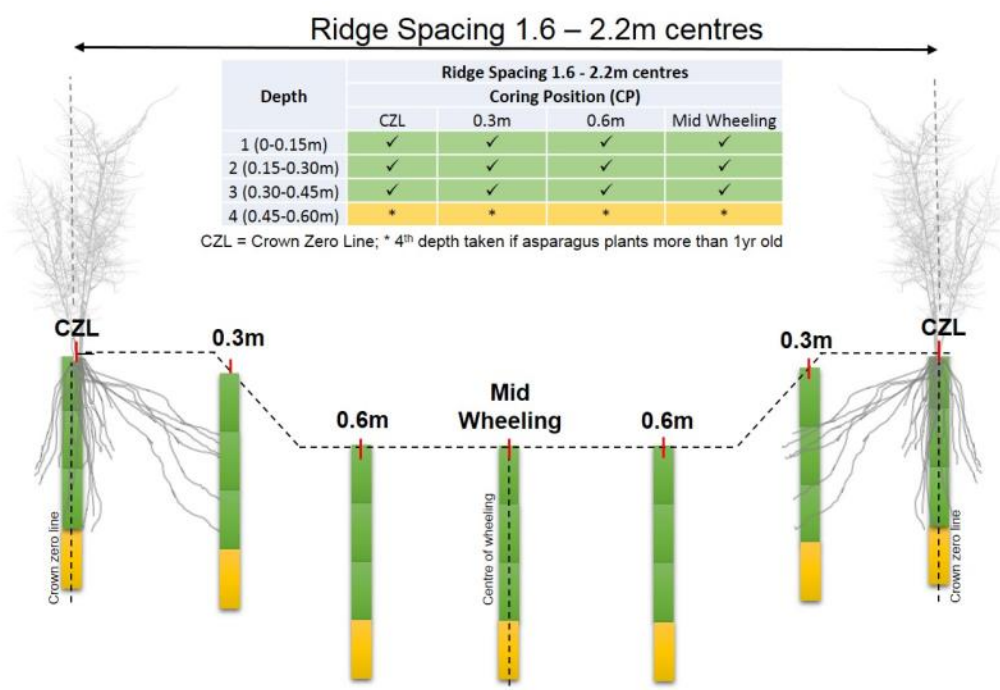 Ridge Spacing 1.6 – 2.2m centres
Depth
Ridge Spacing 1.6 - 2.2m centres
Coring Position (CP)
CZL 0.3m 0.6m Mid Wheeling
1 (0-0.15m) ✓ ✓ ✓ ✓
2 (0.15-0.30m) ✓ ✓ ✓ ✓
3 (0.30-0.45m) ✓ ✓ ✓ ✓
4 (0.45-0.60m) * * * *
CZL = Crown Zero Line; * 4th depth taken if asparagus plants more than 1yr old
CZL
0.3m
0.6m
Mid
Wheeling
0.6m
0.3m
CZL
Crown zero line
Centre of wheeling
Crown zero line